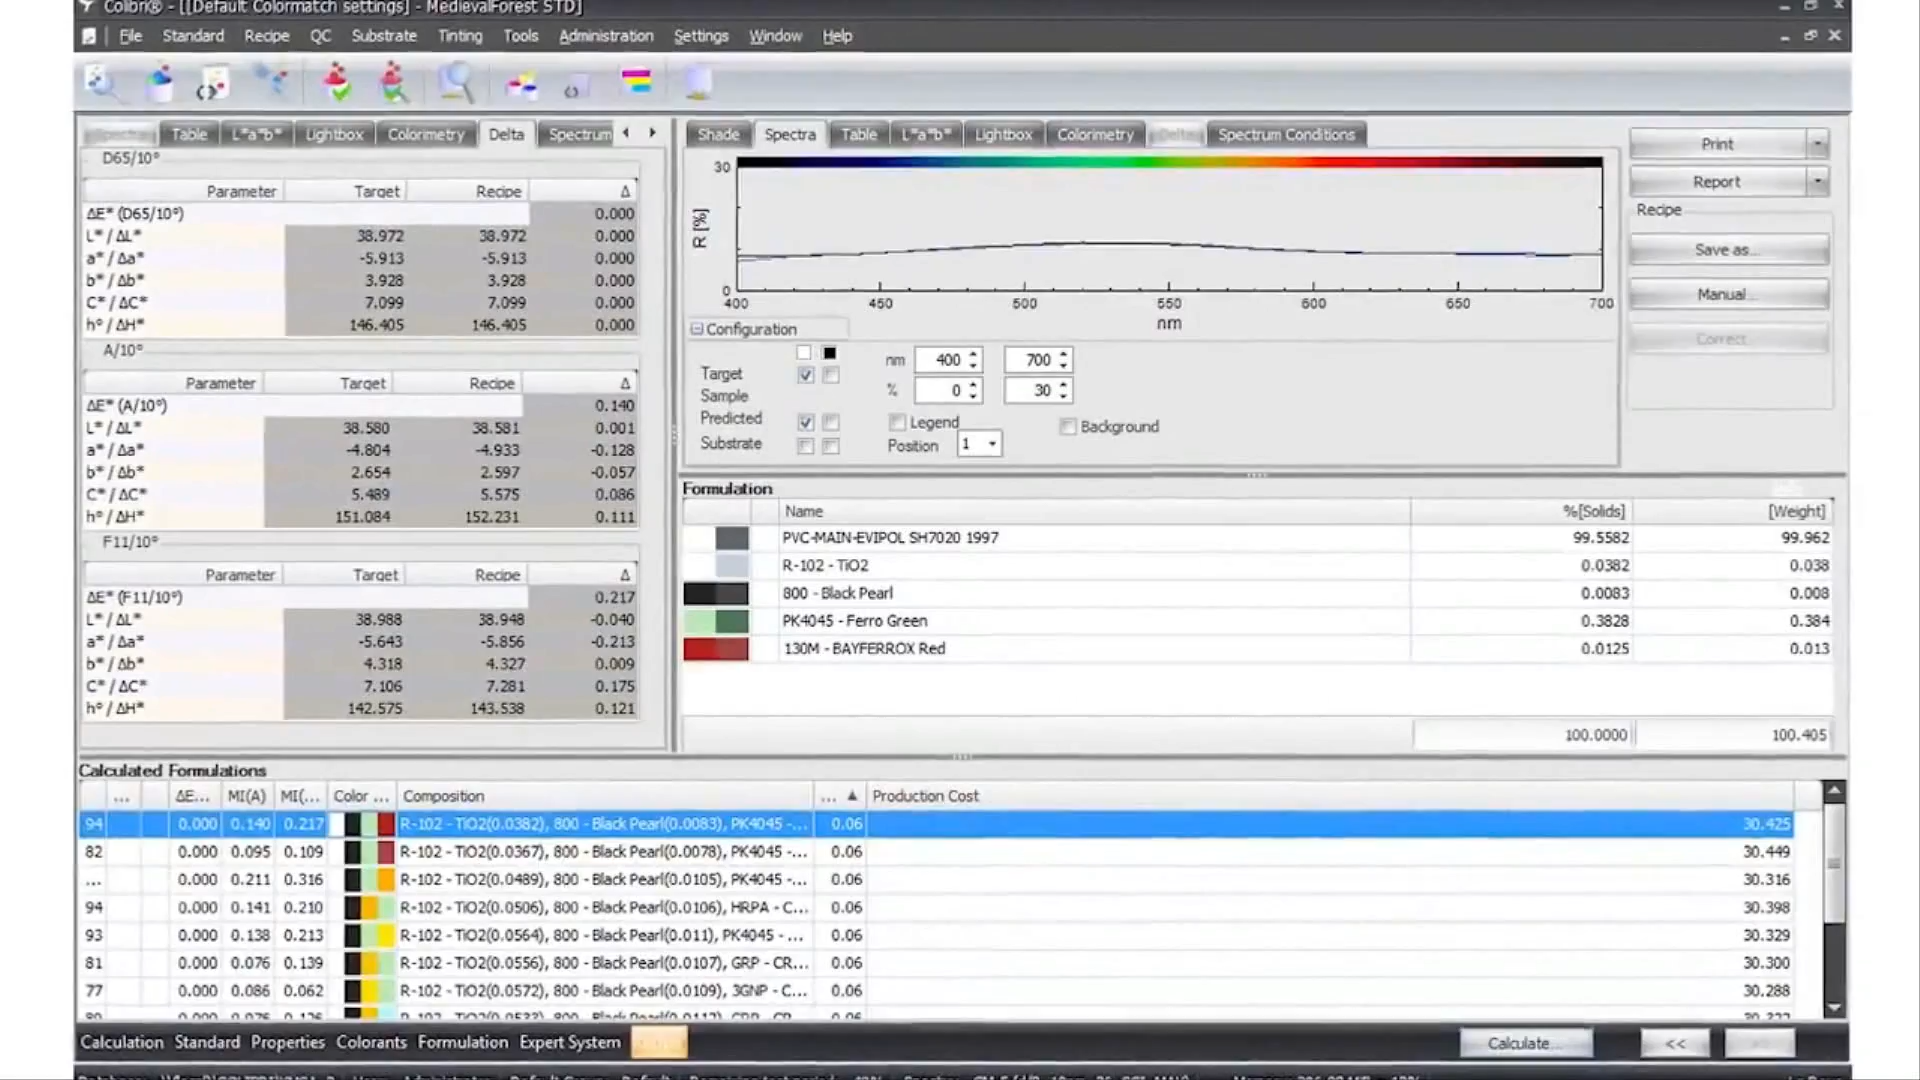 Colibri® - [[Default Colormatch settings] - MedievalForest STD]
File Standard Recipe QC Substrate Tinting Tools Administration Settings Window Help
Table L*a*b* Lightbox Colorimetry Delta Spectrum
Shade Spectra Table L*a*b* Lightbox Colorimetry Spectrum Conditions
D65/10°
Parameter Target Recipe Δ
ΔE* (D65/10°) 0.000
L* / ΔL* 38.972 38.972 0.000
a* / Δa* -5.913 -5.913 0.000
b* / Δb* 3.928 3.928 0.000
C* / ΔC* 7.099 7.099 0.000
h° / ΔH* 146.405 146.405 0.000
A/10°
Parameter Target Recipe Δ
ΔE* (A/10°) 0.140
L* / ΔL* 38.580 38.581 0.001
a* / Δa* -4.804 -4.933 -0.128
b* / Δb* 2.654 2.597 -0.057
C* / ΔC* 5.489 5.575 0.086
h° / ΔH* 151.084 152.231 0.111
F11/10°
Parameter Target Recipe Δ
ΔE* (F11/10°) 0.217
L* / ΔL* 38.988 38.948 -0.040
a* / Δa* -5.643 -5.856 -0.213
b* / Δb* 4.318 4.327 0.009
C* / ΔC* 7.106 7.281 0.175
h° / ΔH* 142.575 143.538 0.121
30
R [%]
0
400 450 500 550 600 650 700
nm
Configuration
nm 400 700
Target
% 0 30
Sample
Predicted Legend Background
Substrate Position 1
Print
Report
Recipe
Save as...
Manual...
Correct...
Formulation
Name %[Solids] [Weight]
PVC-MAIN-EVIPOL SH7020 1997 99.5582 99.962
R-102 - TiO2 0.0382 0.038
800 - Black Pearl 0.0083 0.008
PK4045 - Ferro Green 0.3828 0.384
130M - BAYFERROX Red 0.0125 0.013
100.0000 100.405
Calculated Formulations
... ΔE... MI(A) MI(... Color ... Composition ... Production Cost
94 0.000 0.140 0.217 R-102 - TiO2(0.0382), 800 - Black Pearl(0.0083), PK4045 -... 0.06 30.425
82 0.000 0.095 0.109 R-102 - TiO2(0.0367), 800 - Black Pearl(0.0078), PK4045 -... 0.06 30.449
... 0.000 0.211 0.316 R-102 - TiO2(0.0489), 800 - Black Pearl(0.0105), PK4045 -... 0.06 30.316
94 0.000 0.141 0.210 R-102 - TiO2(0.0506), 800 - Black Pearl(0.0106), HRPA - C... 0.06 30.398
93 0.000 0.138 0.213 R-102 - TiO2(0.0564), 800 - Black Pearl(0.011), PK4045 - ... 0.06 30.329
81 0.000 0.076 0.139 R-102 - TiO2(0.0556), 800 - Black Pearl(0.0107), GRP - CR... 0.06 30.300
77 0.000 0.086 0.062 R-102 - TiO2(0.0572), 800 - Black Pearl(0.0109), 3GNP - C... 0.06 30.288
Calculation Standard Properties Colorants Formulation Expert System Calculate... <<